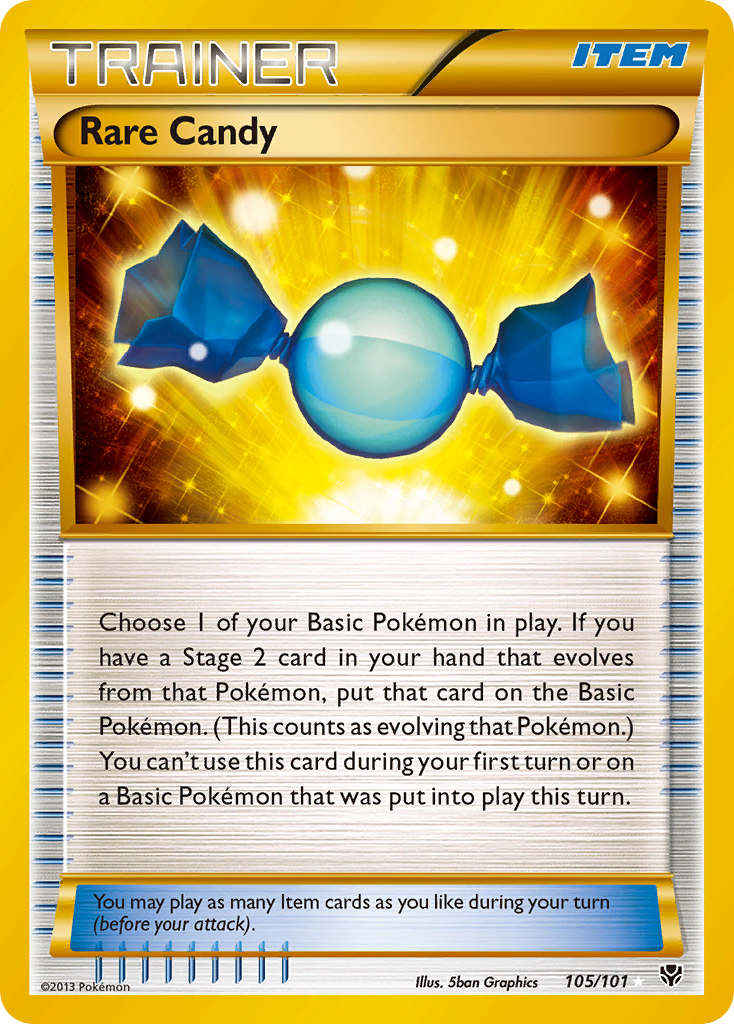 TRAINER
ITEM
Rare Candy
Choose 1 of your Basic Pokémon in play. If you
have a Stage 2 card in your hand that evolves
from that Pokémon, put that card on the Basic
Pokémon. (This counts as evolving that Pokémon.)
You can't use this card during your first turn or on
a Basic Pokémon that was put into play this turn.
You may play as many Item cards as you like during your turn
(before your attack).
©2013 Pokémon
Illus. 5ban Graphics
105/101